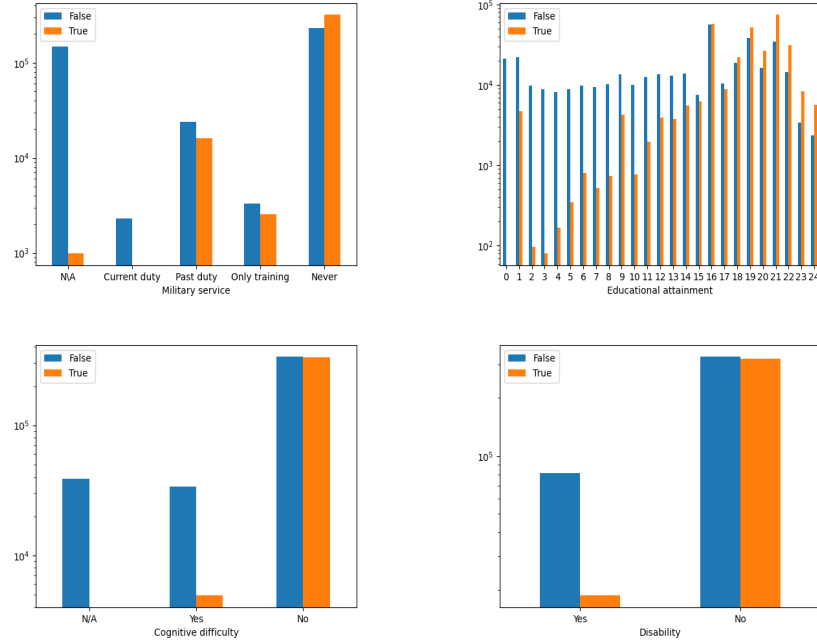 False
True
10^5
10^4
10^3
N\A Current duty Past duty Only training Never
Military service
False
True
10^5
10^4
10^3
10^2
0 1 2 3 4 5 6 7 8 9 10 11 12 13 14 15 16 17 18 19 20 21 22 23 24
Educational attainment
False
True
10^5
10^4
N/A Yes No
Cognitive difficulty
False
True
10^5
Yes No
Disability